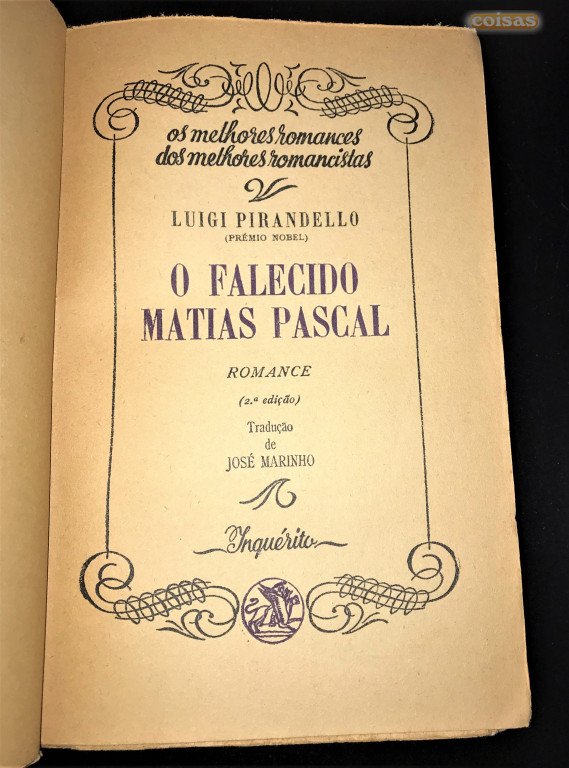 coisas
os melhores romances
dos melhores romancistas
LUIGI PIRANDELLO
(PRÉMIO NOBEL)
O FALECIDO
MATIAS PASCAL
ROMANCE
(2.ª edição)
Tradução
de
JOSÉ MARINHO
Inquérito